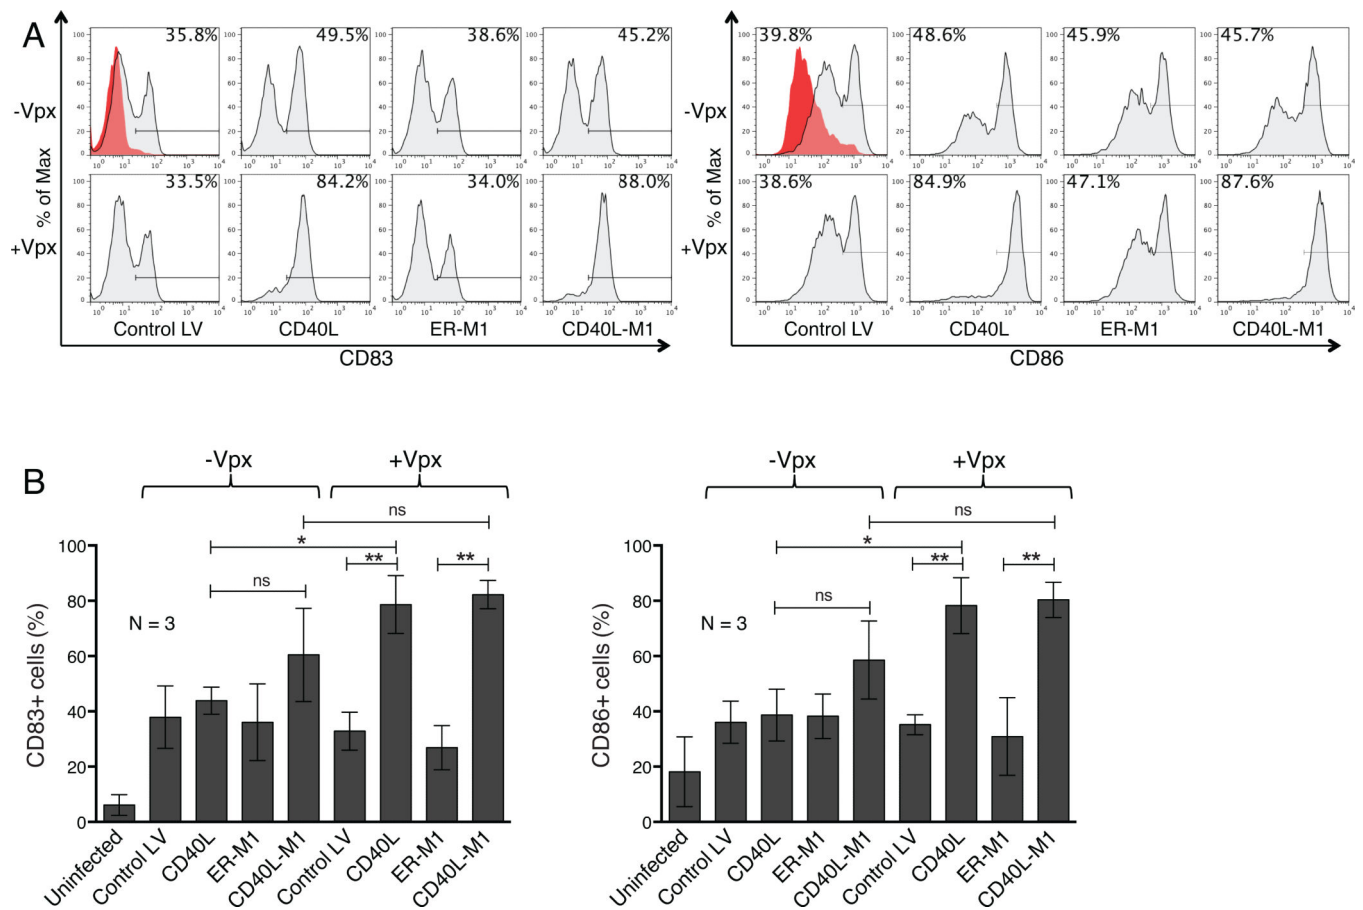 A
-Vpx
+Vpx
% of Max
35.8% 49.5% 38.6% 45.2%
33.5% 84.2% 34.0% 88.0%
Control LV CD40L ER-M1 CD40L-M1
CD83
-Vpx
+Vpx
% of Max
39.8% 48.6% 45.9% 45.7%
38.6% 84.9% 47.1% 87.6%
Control LV CD40L ER-M1 CD40L-M1
CD86
B
-Vpx +Vpx
ns
* ** **
ns
N = 3
CD83+ cells (%)
100
80
60
40
20
0
Uninfected Control LV CD40L ER-M1 CD40L-M1 Control LV CD40L ER-M1 CD40L-M1
-Vpx +Vpx
ns
* ** **
ns
N = 3
CD86+ cells (%)
100
80
60
40
20
0
Uninfected Control LV CD40L ER-M1 CD40L-M1 Control LV CD40L ER-M1 CD40L-M1